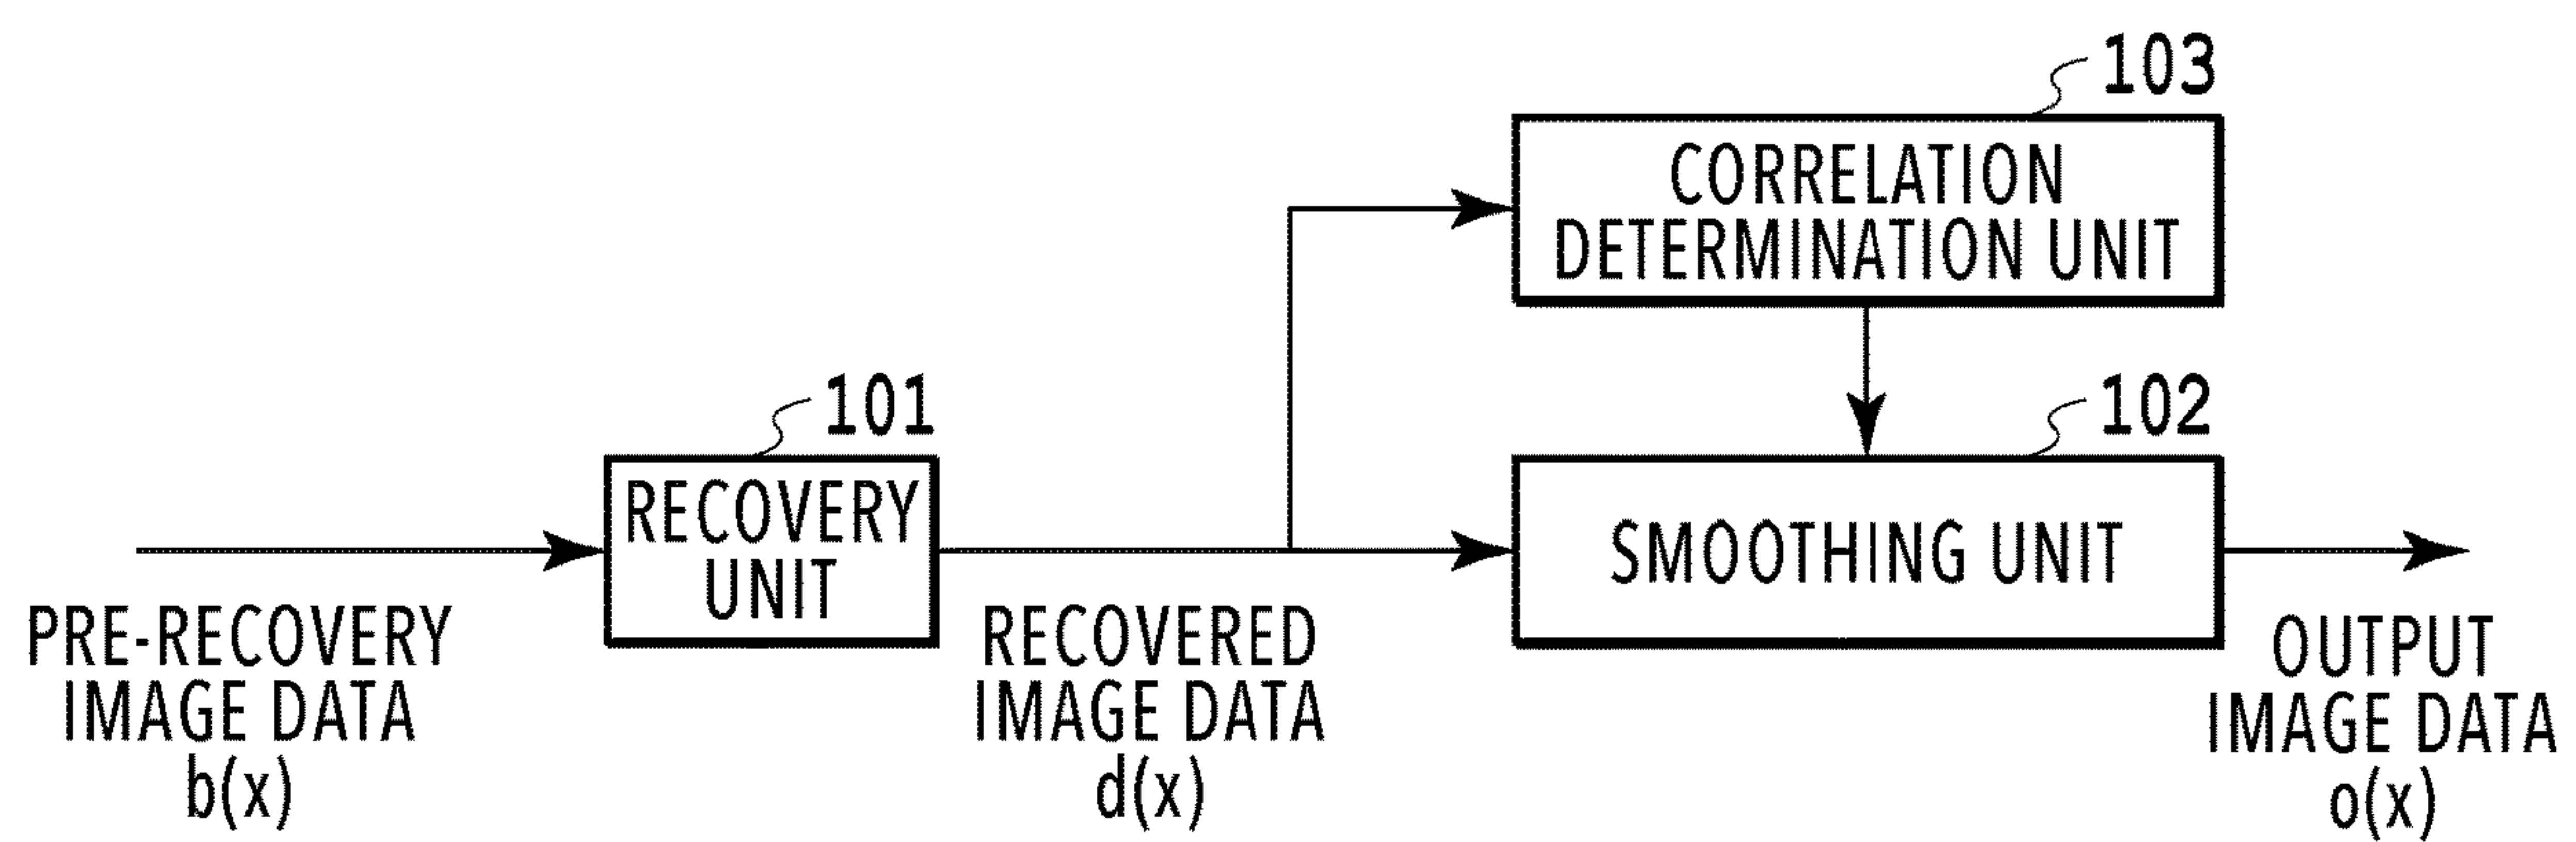 103
CORRELATION
DETERMINATION UNIT
101
102
RECOVERY
UNIT
SMOOTHING UNIT
PRE-RECOVERY
IMAGE DATA
b(x)
RECOVERED
IMAGE DATA
d(x)
OUTPUT
IMAGE DATA
o(x)